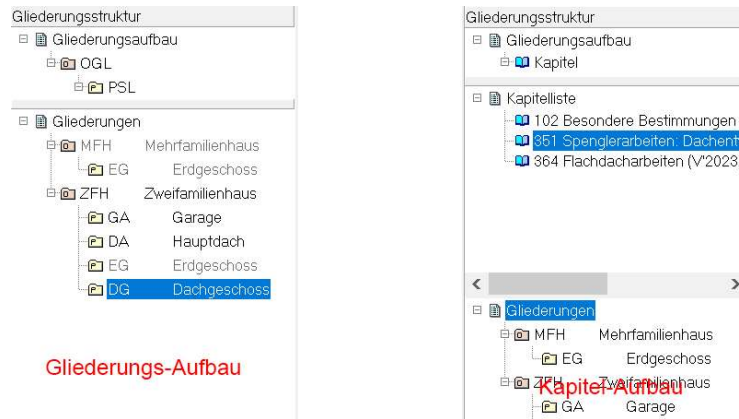 Gliederungsstruktur
Gliederungsaufbau
OGL
PSL
Gliederungen
MFH Mehrfamilienhaus
EG Erdgeschoss
ZFH Zweifamilienhaus
GA Garage
DA Hauptdach
EG Erdgeschoss
DG Dachgeschoss
Gliederungs-Aufbau
Gliederungsstruktur
Gliederungsaufbau
Kapitel
Kapitelliste
102 Besondere Bestimmungen
351 Spenglerarbeiten: Dachent
364 Flachdacharbeiten (V'2023
Gliederungen
MFH Mehrfamilienhaus
EG Erdgeschoss
ZFH Zweifamilienhaus
Kapitel-Aufbau
GA Garage